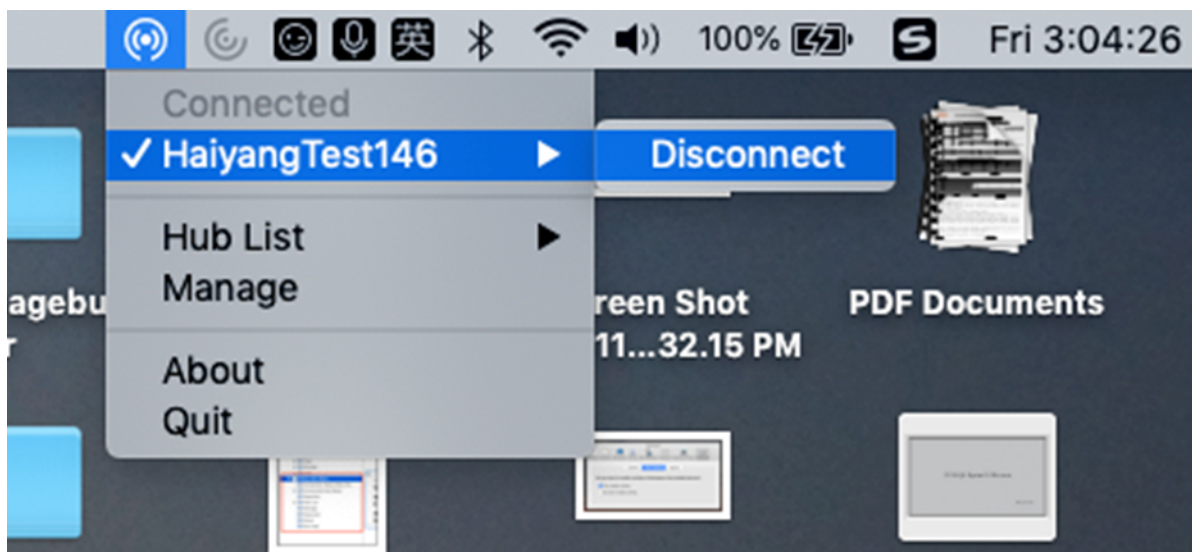 英 100% S Fri 3:04:26
Connected
✓ HaiyangTest146 Disconnect
Hub List
Manage
About
Quit
agebu
r
reen Shot
11...32.15 PM
PDF Documents